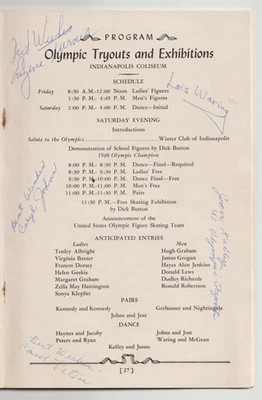 PROGRAM
Olympic Tryouts and Exhibitions
INDIANAPOLIS COLISEUM
SCHEDULE
Friday 8:30 A.M.-12:00 Noon Ladies' Figures
1:30 P.M.- 4:45 P.M. Men's Figures
Saturday 2:00 P.M.- 4:00 P.M. Dance—Initial
SATURDAY EVENING
Introductions
Salute to the Olympics Winter Club of Indianapolis
Demonstration of School Figures by Dick Button
1948 Olympic Champion
8:00 P.M.- 8:30 P.M. Dance—Final—Required
8:30 P.M.- 9:30 P.M. Ladies' Free
9:30 P.M.-10:00 P.M. Dance Final—Free
10:00 P.M.-11:00 P.M. Men's Free
11:00 P.M.-11:30 P.M. Pairs
11:30 P.M.—Free Skating Exhibition
by Dick Button
Announcement of the
United States Olympic Figure Skating Team
ANTICIPATED ENTRIES
Ladies
Tenley Albright
Virginia Baxter
Frances Dorsey
Helen Geekie
Margaret Graham
Zella May Harrington
Sonya Klopfer
Men
Hugh Graham
James Grogan
Hayes Alan Jenkins
Donald Laws
Dudley Richards
Ronald Robertson
PAIRS
Kennedy and Kennedy Gerhauser and Nightingale
Johns and Jost
DANCE
Haynes and Jacoby Johns and Jost
Peters and Ryan Waring and McGean
Kelley and Junso
[27]
Lois Waring
Best Wishes
Best Wishes
Carol Peters